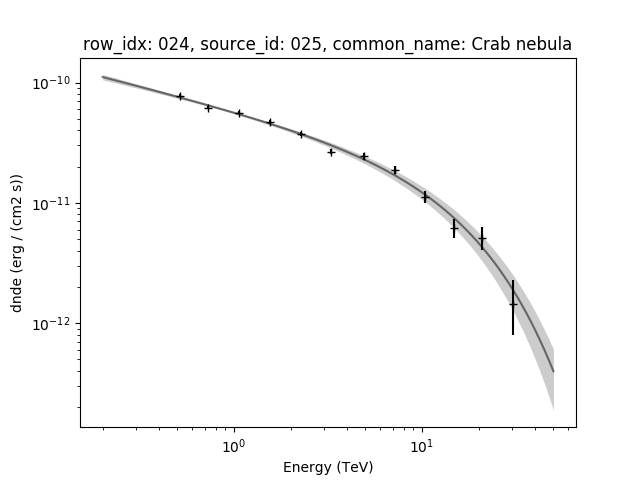 row_idx: 024, source_id: 025, common_name: Crab nebula
10⁻¹⁰
10⁻¹¹
10⁻¹²
dnde (erg / (cm2 s))
10⁰
10¹
Energy (TeV)